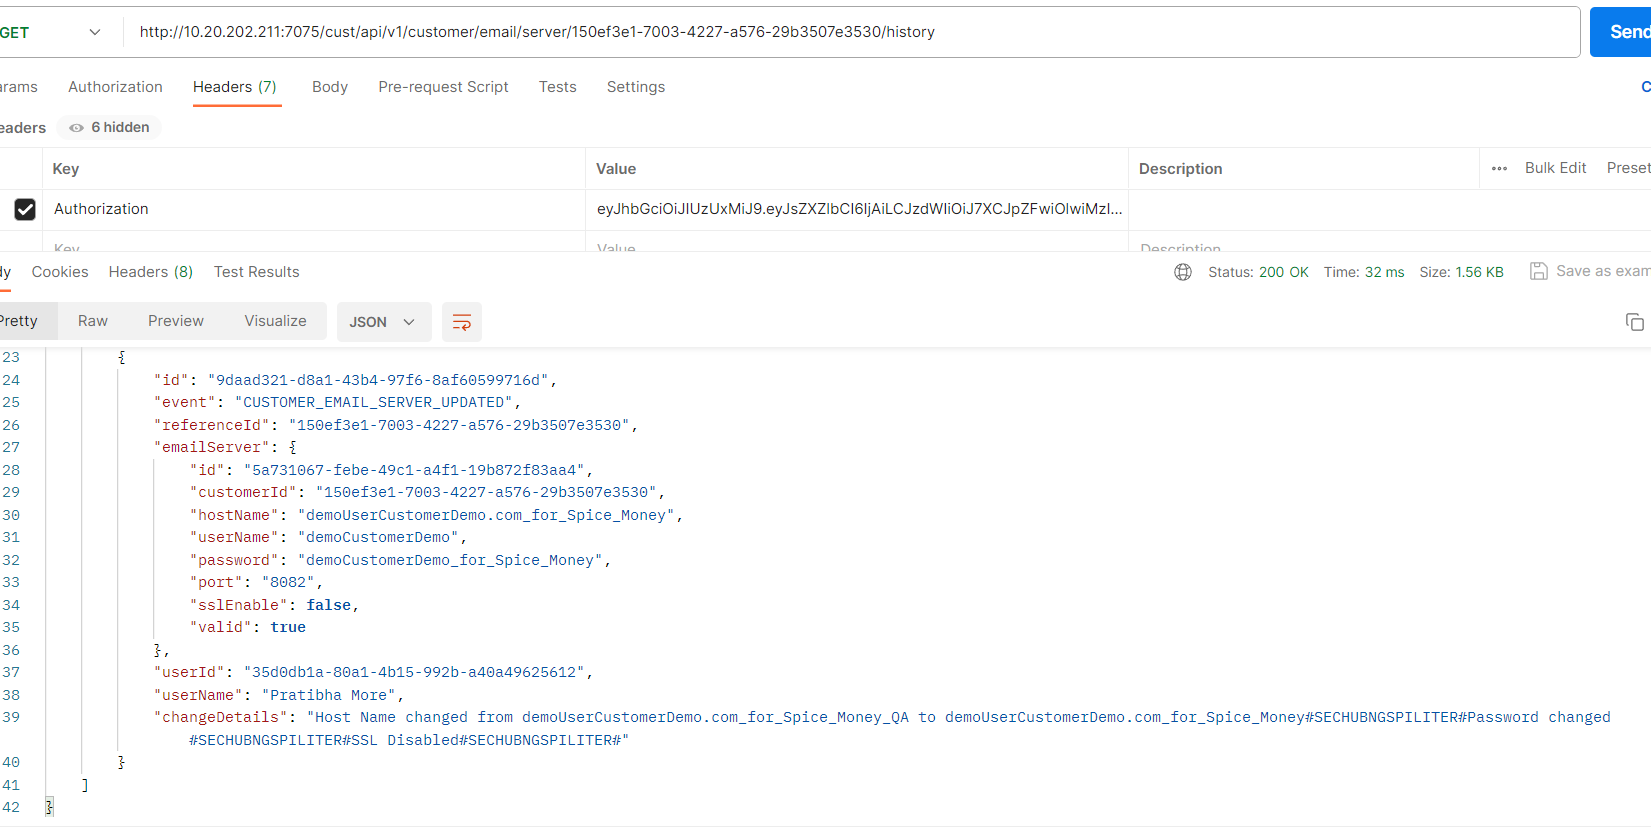 GET http://10.20.202.211:7075/cust/api/v1/customer/email/server/150ef3e1-7003-4227-a576-29b3507e3530/history Send
arams Authorization Headers (7) Body Pre-request Script Tests Settings C
eaders 6 hidden
Key Value Description ••• Bulk Edit Preset
Authorization eyJhbGciOiJIUzUxMiJ9.eyJsZXZlbCI6IjAiLCJzdWIiOiJ7XCJpZFwiOlwiMzI...
Key Value Description
dy Cookies Headers (8) Test Results Status: 200 OK Time: 32 ms Size: 1.56 KB Save as exam
Pretty Raw Preview Visualize JSON
23 {
24 "id": "9daad321-d8a1-43b4-97f6-8af60599716d",
25 "event": "CUSTOMER_EMAIL_SERVER_UPDATED",
26 "referenceId": "150ef3e1-7003-4227-a576-29b3507e3530",
27 "emailServer": {
28 "id": "5a731067-febe-49c1-a4f1-19b872f83aa4",
29 "customerId": "150ef3e1-7003-4227-a576-29b3507e3530",
30 "hostName": "demoUserCustomerDemo.com_for_Spice_Money",
31 "userName": "demoCustomerDemo",
32 "password": "demoCustomerDemo_for_Spice_Money",
33 "port": "8082",
34 "sslEnable": false,
35 "valid": true
36 },
37 "userId": "35d0db1a-80a1-4b15-992b-a40a49625612",
38 "userName": "Pratibha More",
39 "changeDetails": "Host Name changed from demoUserCustomerDemo.com_for_Spice_Money_QA to demoUserCustomerDemo.com_for_Spice_Money#SECHUBNGSPILITER#Password changed
#SECHUBNGSPILITER#SSL Disabled#SECHUBNGSPILITER#"
40 }
41 ]
42 }